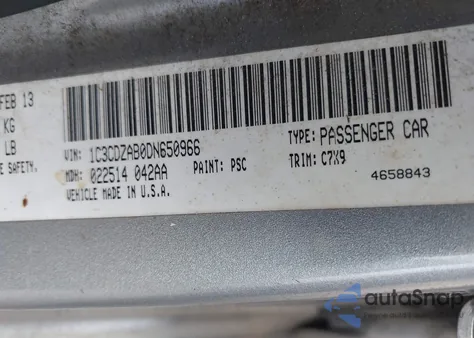 FEB 13
KG
LB
E SAFETY.
VIN: 1C3CDZAB0DN650966
TYPE: PASSENGER CAR
MDH: 022514 042AA
PAINT: PSC
TRIM: C7X9
VEHICLE MADE IN U.S.A.
4658843
autoSnap